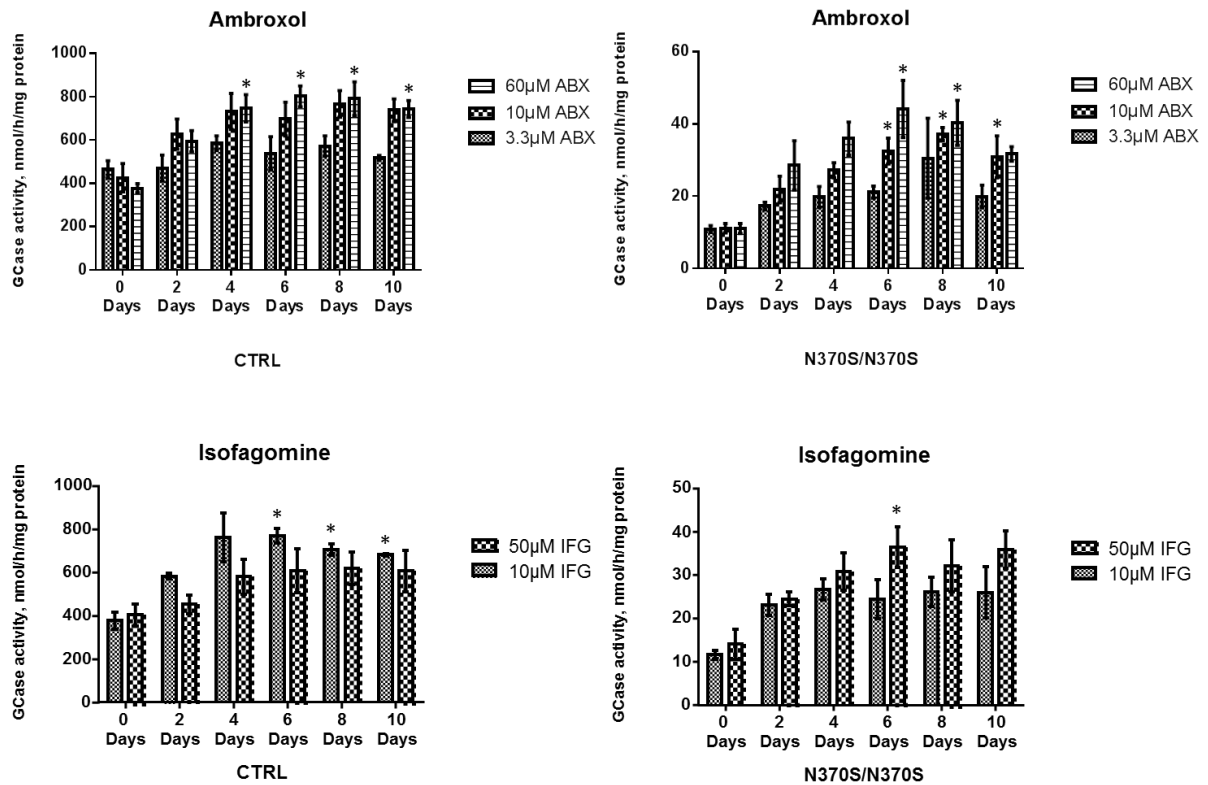 Ambroxol
GCase activity, nmol/h/mg protein
1000
800
600
400
200
0
* * * *
0 2 4 6 8 10
Days Days Days Days Days Days
CTRL
60µM ABX
10µM ABX
3.3µM ABX
Ambroxol
GCase activity, nmol/h/mg protein
60
40
20
0
* * * * *
0 2 4 6 8 10
Days Days Days Days Days Days
N370S/N370S
60µM ABX
10µM ABX
3.3µM ABX
Isofagomine
GCase activity, nmol/h/mg protein
1000
800
600
400
200
0
* * *
0 2 4 6 8 10
Days Days Days Days Days Days
CTRL
50µM IFG
10µM IFG
Isofagomine
GCase activity, nmol/h/mg protein
50
40
30
20
10
0
*
0 2 4 6 8 10
Days Days Days Days Days Days
N370S/N370S
50µM IFG
10µM IFG